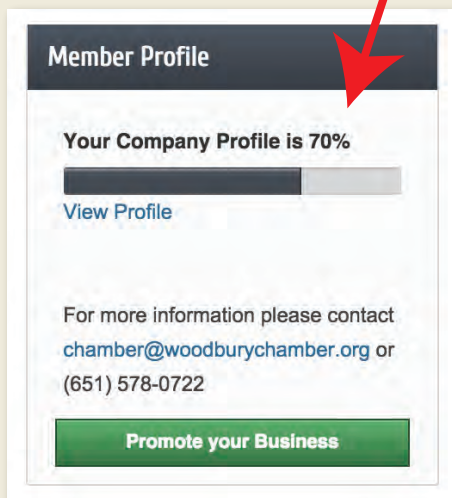 Member Profile
Your Company Profile is 70%
View Profile
For more information please contact
chamber@woodburychamber.org or
(651) 578-0722
Promote your Business